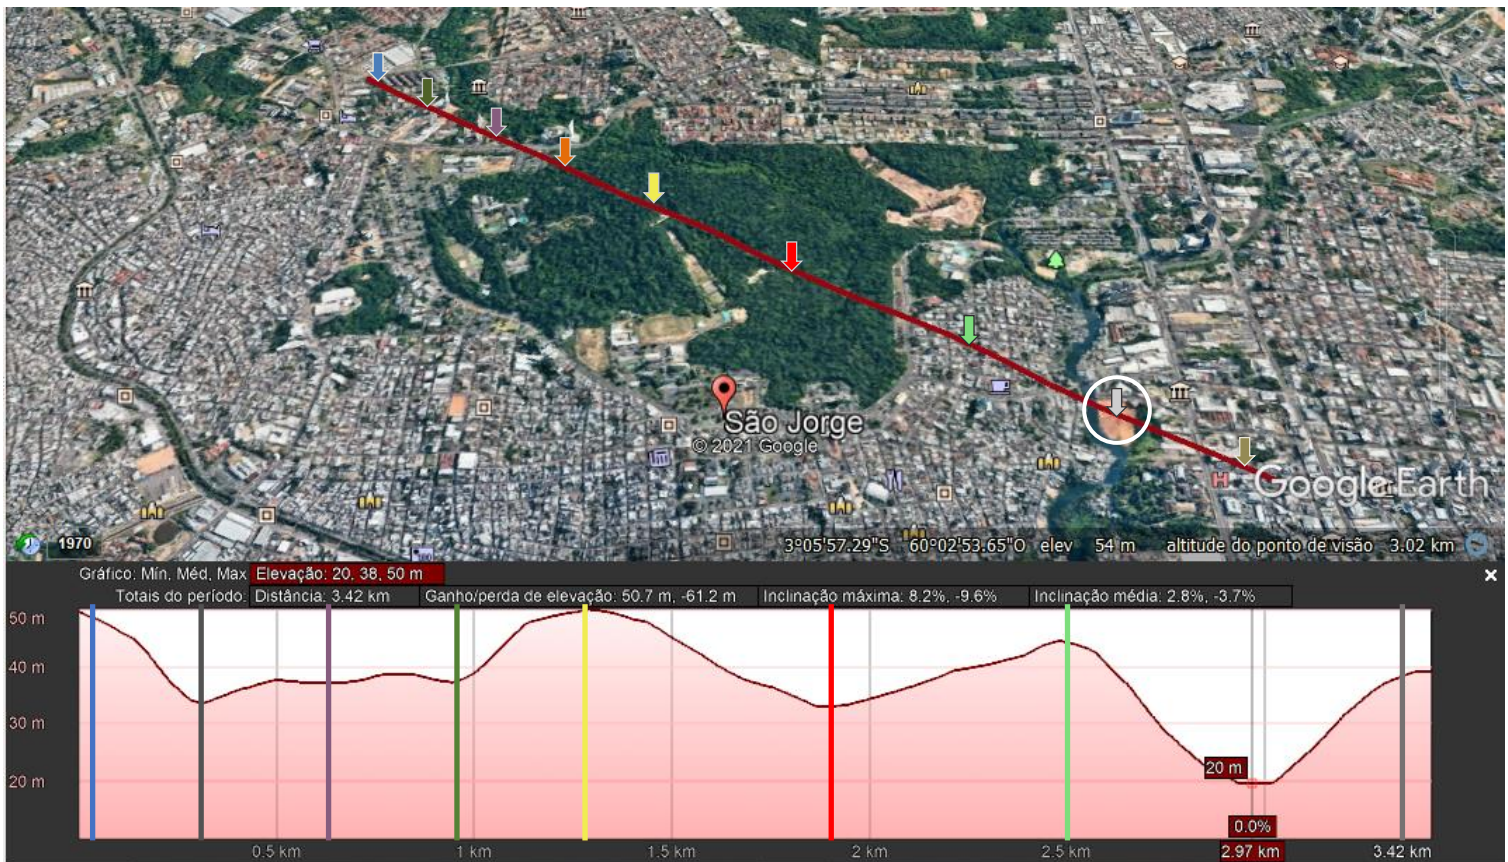 São Jorge
© 2021 Google
Google Earth
1970
3°05'57.29"S 60°02'53.65"O elev 54 m altitude do ponto de visão 3.02 km
Gráfico: Mín, Méd, Max Elevação: 20, 38, 50 m
Totais do período: Distância: 3.42 km Ganho/perda de elevação: 50.7 m, -61.2 m Inclinação máxima: 8.2%, -9.6% Inclinação média: 2.8%, -3.7%
50 m
40 m
30 m
20 m
20 m
0.0%
0.5 km 1 km 1.5 km 2 km 2.5 km 2.97 km 3.42 km